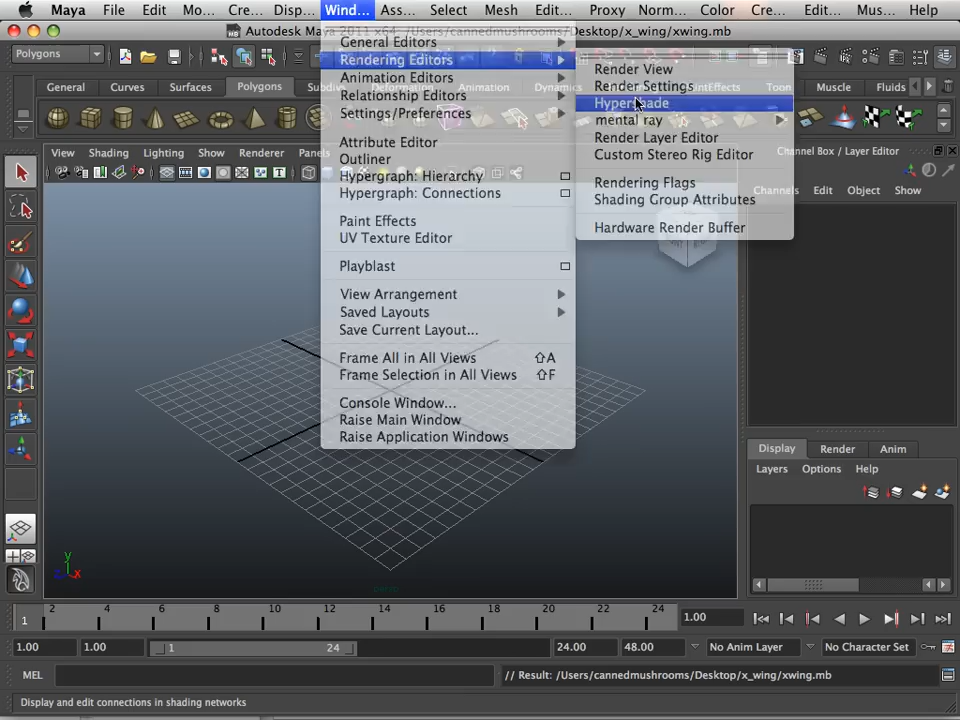 Maya File Edit Mo... Cre... Disp... Wind... Ass... Select Mesh Edit... Proxy Norm... Color Cre... Edit... Mus... Help
Autodesk Maya 2011 x64 /Users/cannedmushrooms/Desktop/x_wing/xwing.mb
Polygons
General Curves Surfaces Polygons Animation Toon Muscle Fluids
View Shading Lighting Show Renderer Panels
General Editors
Rendering Editors
Animation Editors
Relationship Editors
Settings/Preferences
Attribute Editor
Outliner
Hypergraph: Hierarchy
Hypergraph: Connections
Paint Effects
UV Texture Editor
Playblast
View Arrangement
Saved Layouts
Save Current Layout...
Frame All in All Views ⇧A
Frame Selection in All Views ⇧F
Console Window...
Raise Main Window
Raise Application Windows
Render View
Render Settings
Hypershade
mental ray
Render Layer Editor
Custom Stereo Rig Editor
Rendering Flags
Shading Group Attributes
Hardware Render Buffer
Channel Box / Layer Editor
Channels Edit Object Show
Display Render Anim
Layers Options Help
y
z x
persp
2 4 6 8 10 12 14 16 18 20 22 24
1 1.00
1.00 1.00 1 24 24.00 48.00 No Anim Layer No Character Set
MEL // Result: /Users/cannedmushrooms/Desktop/x_wing/xwing.mb
Display and edit connections in shading networks